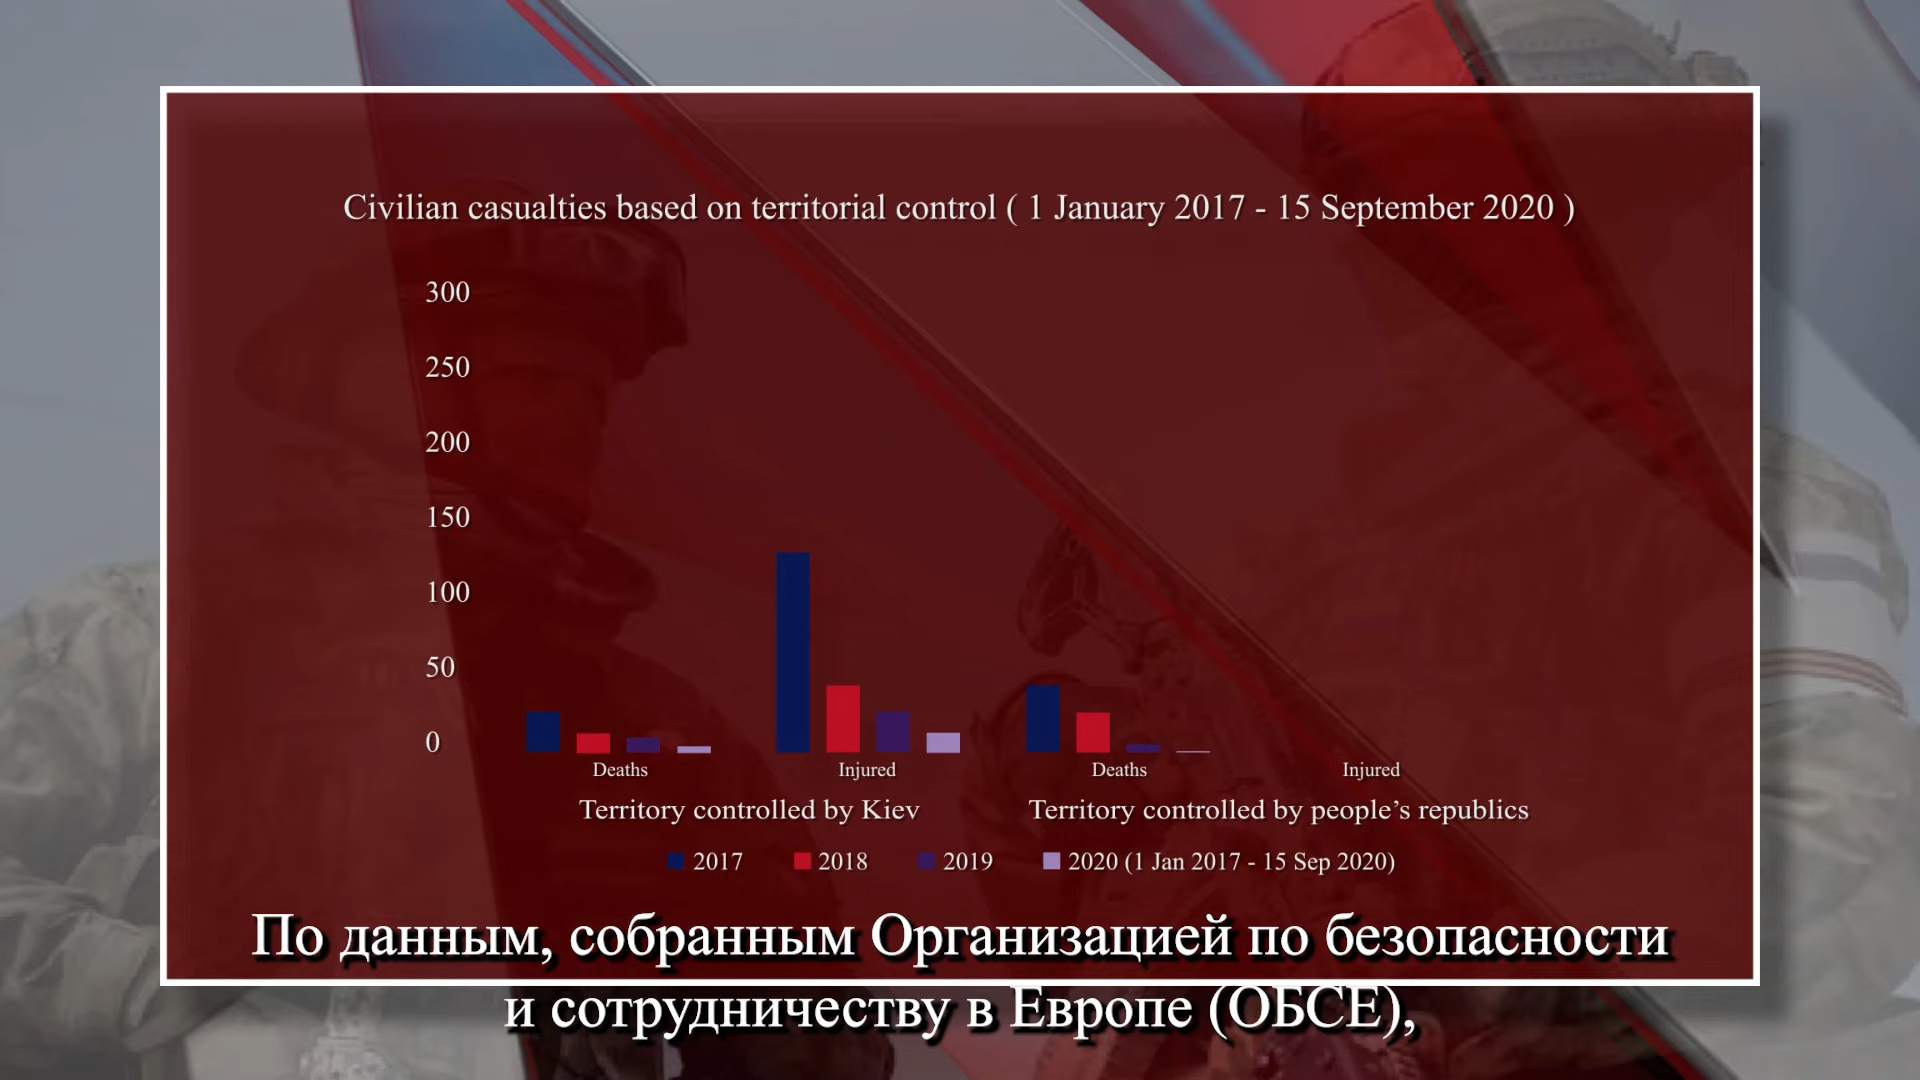 Civilian casualties based on territorial control ( 1 January 2017 - 15 September 2020 )
300
250
200
150
100
50
0
Deaths
Injured
Deaths
Injured
Territory controlled by Kiev
Territory controlled by people’s republics
2017
2018
2019
2020 (1 Jan 2017 - 15 Sep 2020)
По данным, собранным Организацией по безопасности
и сотрудничеству в Европе (ОБСЕ),